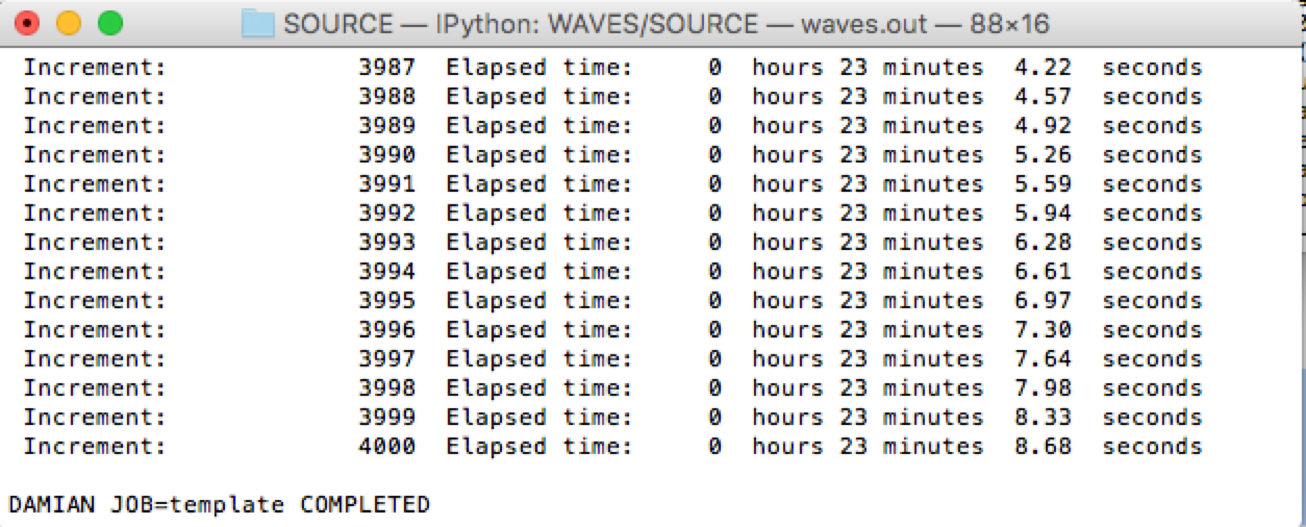 SOURCE — IPython: WAVES/SOURCE — waves.out — 88×16
Increment: 3987 Elapsed time: 0 hours 23 minutes 4.22 seconds
Increment: 3988 Elapsed time: 0 hours 23 minutes 4.57 seconds
Increment: 3989 Elapsed time: 0 hours 23 minutes 4.92 seconds
Increment: 3990 Elapsed time: 0 hours 23 minutes 5.26 seconds
Increment: 3991 Elapsed time: 0 hours 23 minutes 5.59 seconds
Increment: 3992 Elapsed time: 0 hours 23 minutes 5.94 seconds
Increment: 3993 Elapsed time: 0 hours 23 minutes 6.28 seconds
Increment: 3994 Elapsed time: 0 hours 23 minutes 6.61 seconds
Increment: 3995 Elapsed time: 0 hours 23 minutes 6.97 seconds
Increment: 3996 Elapsed time: 0 hours 23 minutes 7.30 seconds
Increment: 3997 Elapsed time: 0 hours 23 minutes 7.64 seconds
Increment: 3998 Elapsed time: 0 hours 23 minutes 7.98 seconds
Increment: 3999 Elapsed time: 0 hours 23 minutes 8.33 seconds
Increment: 4000 Elapsed time: 0 hours 23 minutes 8.68 seconds
DAMIAN JOB=template COMPLETED